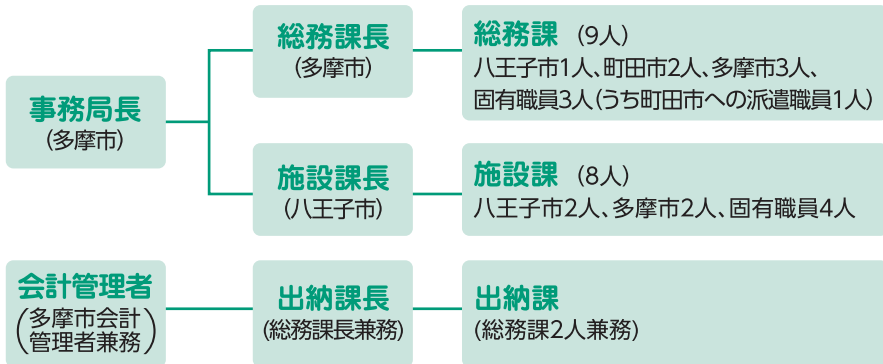 事務局長
(多摩市)
総務課長
(多摩市)
総務課 (9人)
八王子市1人、町田市2人、多摩市3人、
固有職員3人(うち町田市への派遣職員1人)
施設課長
(八王子市)
施設課 (8人)
八王子市2人、多摩市2人、固有職員4人
会計管理者
(多摩市会計
管理者兼務)
出納課長
(総務課長兼務)
出納課
(総務課2人兼務)